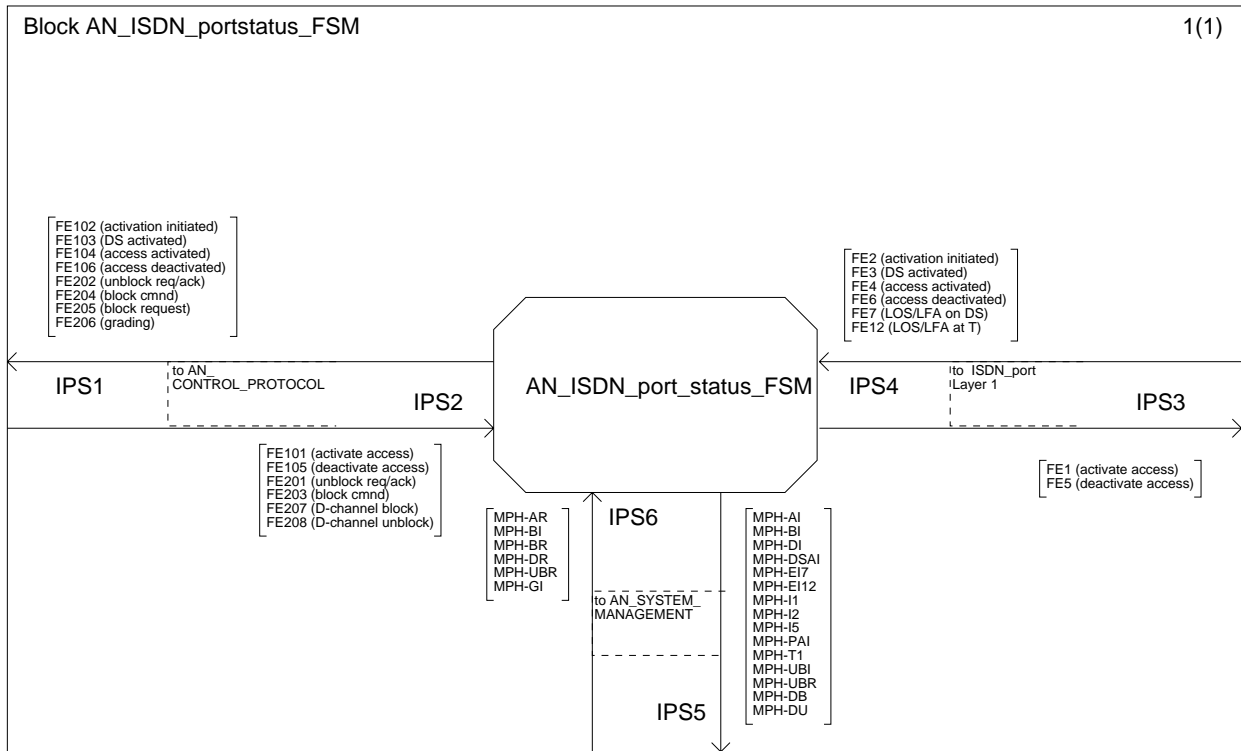 Block AN_ISDN_portstatus_FSM
1(1)
FE102 (activation initiated)
FE103 (DS activated)
FE104 (access activated)
FE106 (access deactivated)
FE202 (unblock req/ack)
FE204 (block cmnd)
FE205 (block request)
FE206 (grading)
FE2 (activation initiated)
FE3 (DS activated)
FE4 (access activated)
FE6 (access deactivated)
FE7 (LOS/LFA on DS)
FE12 (LOS/LFA at T)
IPS1
to AN_
CONTROL_PROTOCOL
IPS2
AN_ISDN_port_status_FSM
IPS4
to ISDN_port
Layer 1
IPS3
FE101 (activate access)
FE105 (deactivate access)
FE201 (unblock req/ack)
FE203 (block cmnd)
FE207 (D-channel block)
FE208 (D-channel unblock)
FE1 (activate access)
FE5 (deactivate access)
MPH-AR
MPH-BI
MPH-BR
MPH-DR
MPH-UBR
MPH-GI
IPS6
to AN_SYSTEM_
MANAGEMENT
IPS5
MPH-AI
MPH-BI
MPH-DI
MPH-DSAI
MPH-EI7
MPH-EI12
MPH-I1
MPH-I2
MPH-I5
MPH-PAI
MPH-T1
MPH-UBI
MPH-UBR
MPH-DB
MPH-DU